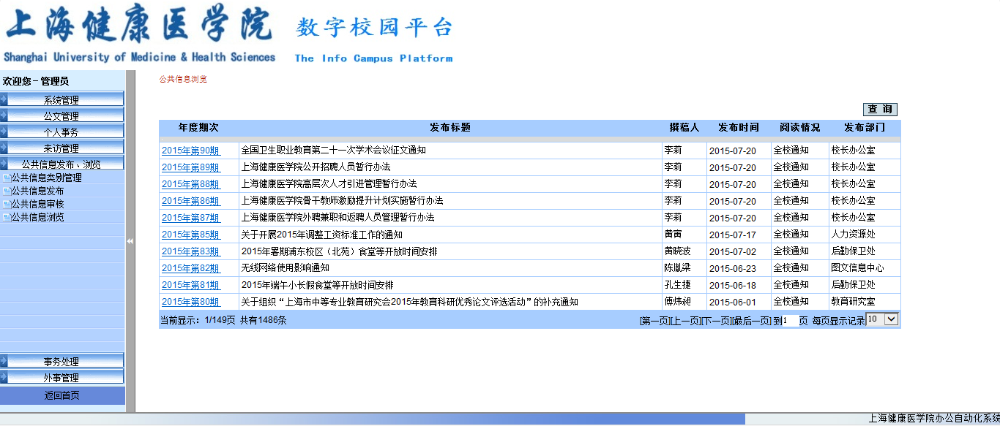 上海健康医学院 数字校园平台
Shanghai University of Medicine & Health Sciences The Info Campus Platform
欢迎您－管理员
系统管理
公文管理
个人事务
来访管理
公共信息发布、浏览
公共信息类别管理
公共信息发布
公共信息审核
公共信息浏览
事务处理
外事管理
返回首页
公共信息浏览
查 询
年度期次 发布标题 撰稿人 发布时间 阅读情况 发布部门
2015年第90期 全国卫生职业教育第二十一次学术会议征文通知 李莉 2015-07-20 全校通知 校长办公室
2015年第89期 上海健康医学院公开招聘人员暂行办法 李莉 2015-07-20 全校通知 校长办公室
2015年第88期 上海健康医学院高层次人才引进管理暂行办法 李莉 2015-07-20 全校通知 校长办公室
2015年第86期 上海健康医学院骨干教师激励提升计划实施暂行办法 李莉 2015-07-20 全校通知 校长办公室
2015年第87期 上海健康医学院外聘兼职和返聘人员管理暂行办法 李莉 2015-07-20 全校通知 校长办公室
2015年第85期 关于开展2015年调整工资标准工作的通知 黄寅 2015-07-17 全校通知 人力资源处
2015年第83期 2015年署期浦东校区（北苑）食堂等开放时间安排 黄晓波 2015-07-02 全校通知 后勤保卫处
2015年第82期 无线网络使用影响通知 陈胤梁 2015-06-23 全校通知 图文信息中心
2015年第81期 2015年端午小长假食堂等开放时间安排 孔生捷 2015-06-18 全校通知 后勤保卫处
2015年第80期 关于组织“上海市中等专业教育研究会2015年教育科研优秀论文评选活动”的补充通知 傅炜昶 2015-06-01 全校通知 教育研究室
当前显示：1/149页 共有1486条 [第一页][上一页][下一页][最后一页] 到 1 页 每页显示记录 10
上海健康医学院办公自动化系统